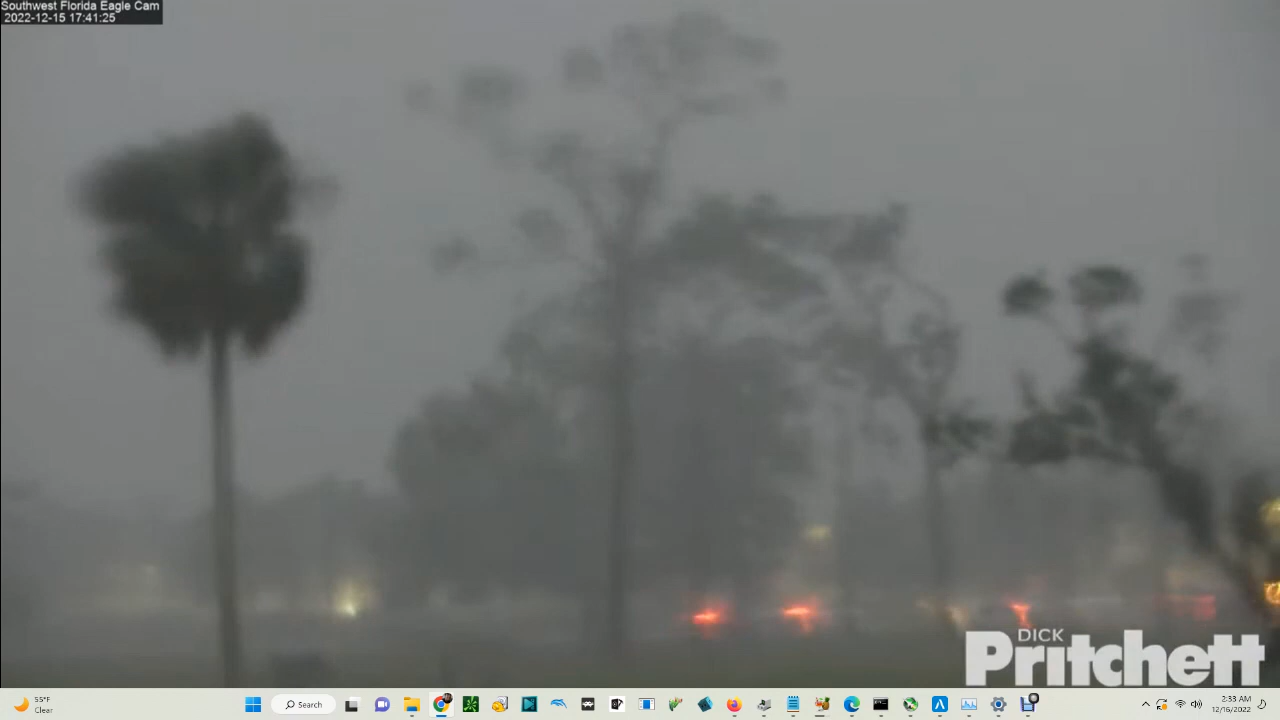 Southwest Florida Eagle Cam
2022-12-15 17:41:25
DICK
Pritchett
55°F
Clear
Search
2:33 AM
12/16/2022